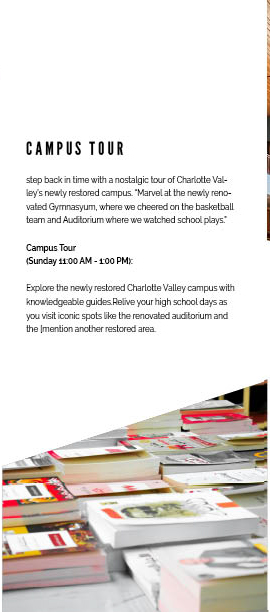 CAMPUS TOUR
step back in time with a nostalgic tour of Charlotte Val-
ley's newly restored campus. "Marvel at the newly reno-
vated Gymnasyum, where we cheered on the basketball
team and Auditorium where we watched school plays."
Campus Tour
(Sunday 11:00 AM - 1:00 PM):
Explore the newly restored Charlotte Valley campus with
knowledgeable guides.Relive your high school days as
you visit iconic spots like the renovated auditorium and
the [mention another restored area.